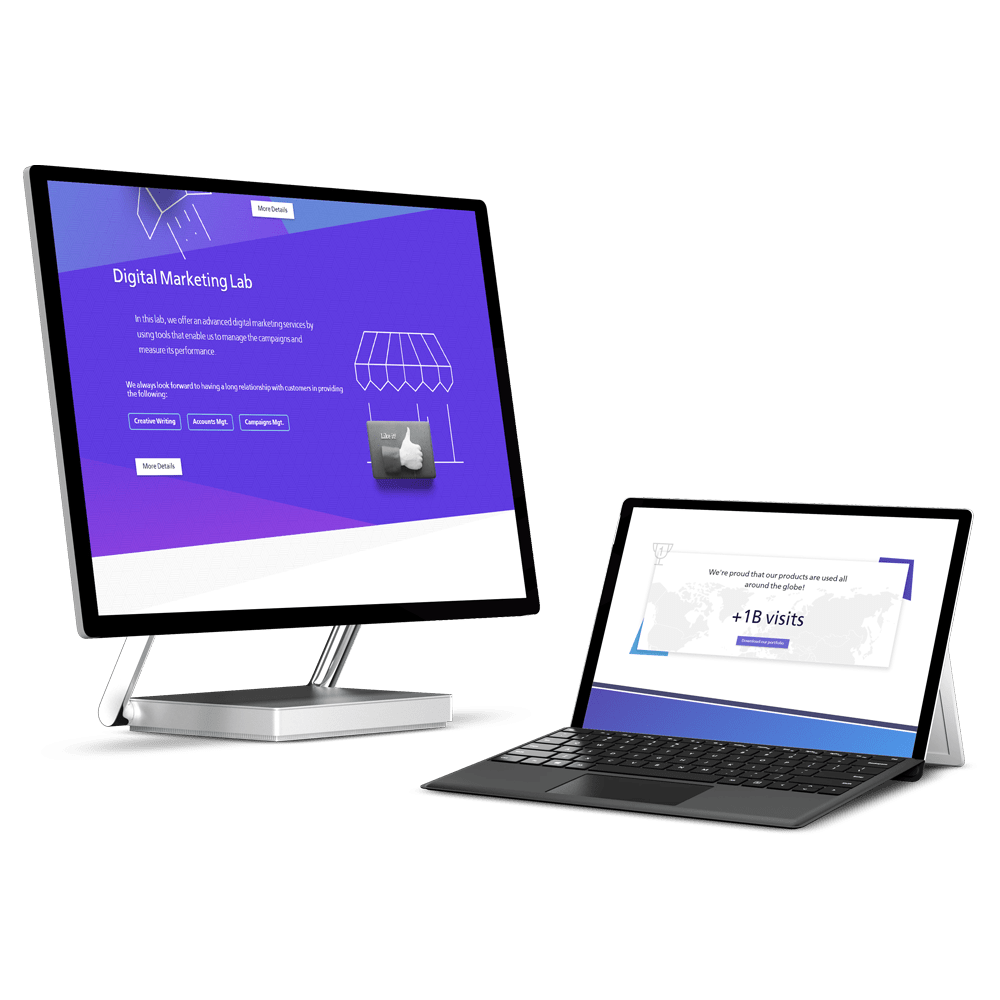 More Details
Digital Marketing Lab
In this lab, we offer an advanced digital marketing services by
using tools that enable us to manage the campaigns and
measure its performance
We always look forward to having a long relationship with customers in providing
the following:
Creative Writing
Accounts Mgt.
Campaigns Mgt.
Like it!
More Details
1
We're proud that our products are used all
around the globe!
+1B visits
Download our portfolio